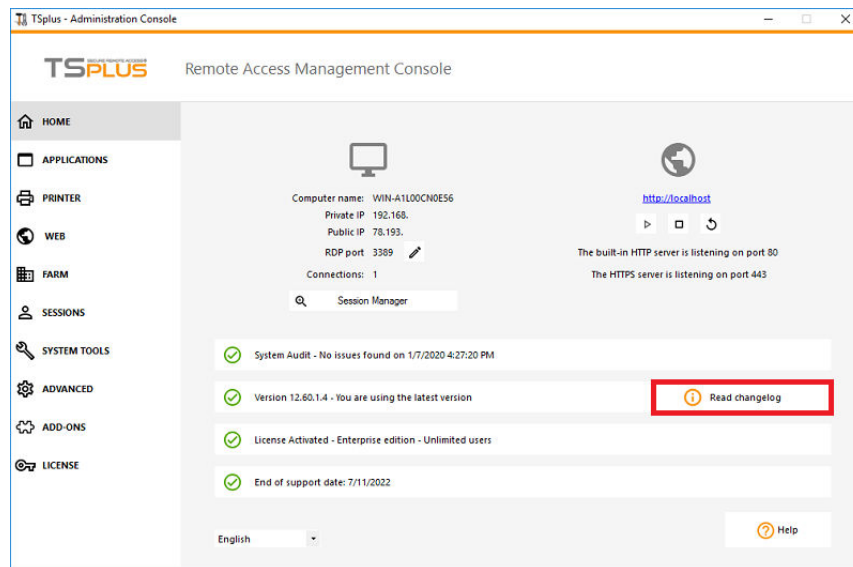 TSplus - Administration Console
TSPLUS
SECURE REMOTE ACCESS
Remote Access Management Console
HOME
APPLICATIONS
PRINTER
WEB
FARM
SESSIONS
SYSTEM TOOLS
ADVANCED
ADD-ONS
LICENSE
Computer name: WIN-A1L00CN0E56
Private IP 192.168.
Public IP 78.193.
RDP port 3389
Connections: 1
Session Manager
http://localhost
The built-in HTTP server is listening on port 80
The HTTPS server is listening on port 443
System Audit - No issues found on 1/7/2020 4:27:20 PM
Version 12.60.1.4 - You are using the latest version
Read changelog
License Activated - Enterprise edition - Unlimited users
End of support date: 7/11/2022
English
Help